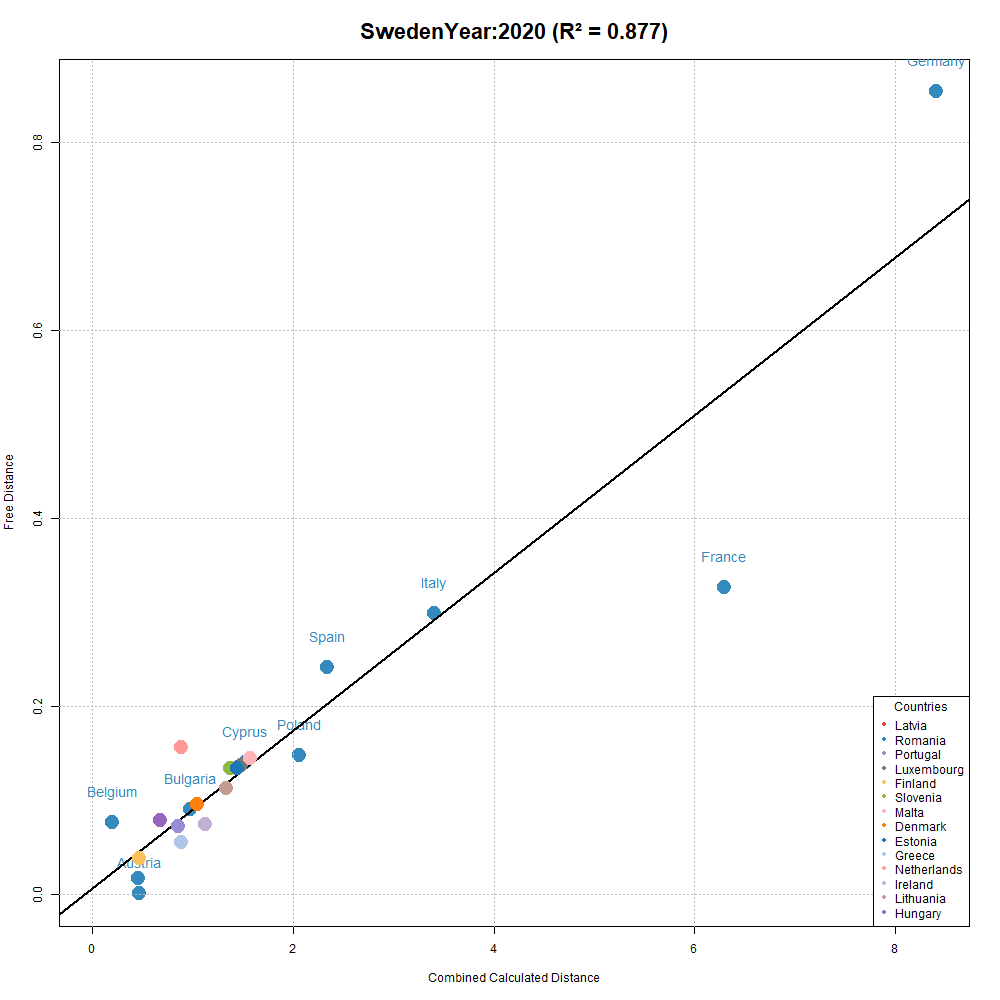 SwedenYear:2020 (R² = 0.877)
Germany
0.8
0.6
Free Distance
0.4
France
Italy
Spain
0.2
Poland
Cyprus
Bulgaria
Belgium
Austria
0.0
Countries
Latvia
Romania
Portugal
Luxembourg
Finland
Slovenia
Malta
Denmark
Estonia
Greece
Netherlands
Ireland
Lithuania
Hungary
0 2 4 6 8
Combined Calculated Distance